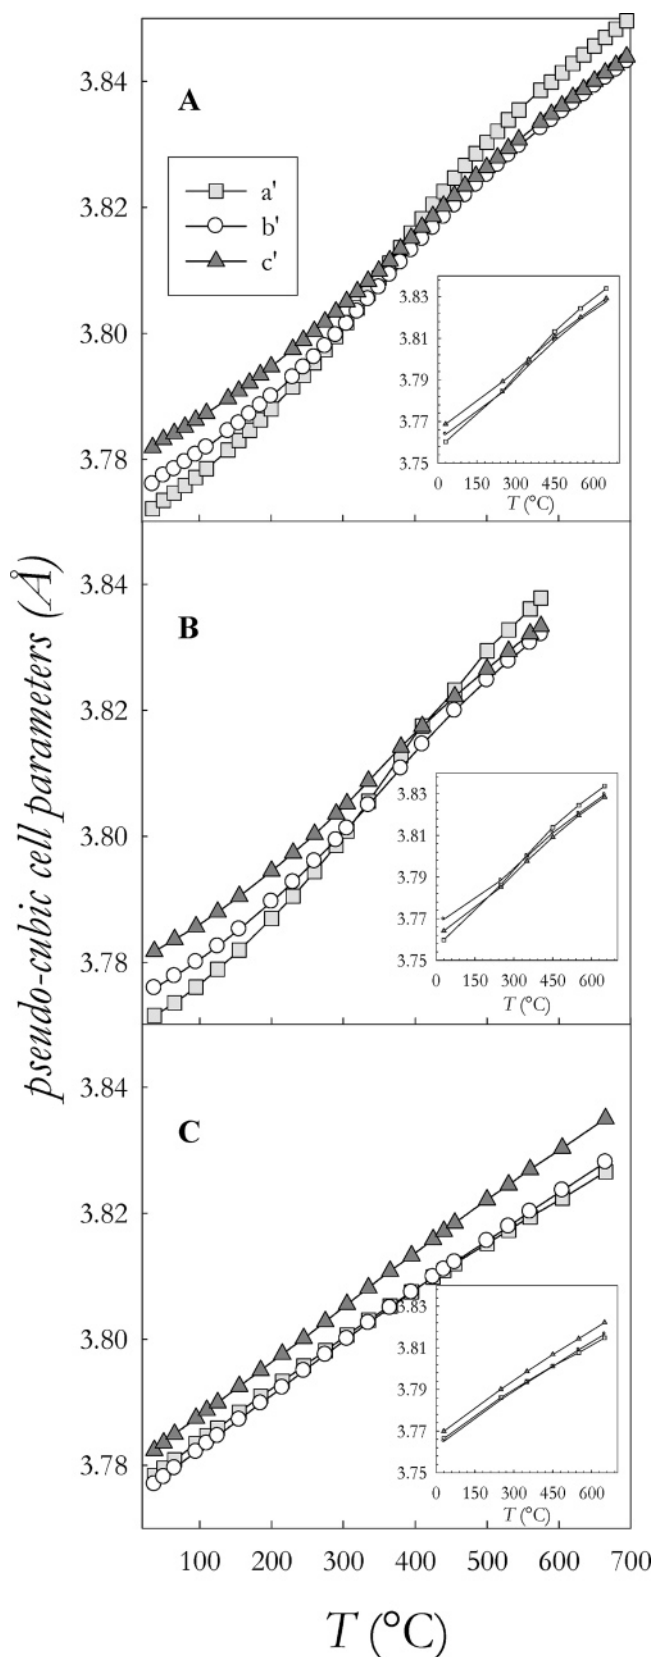 pseudo-cubic cell parameters (Å)
A
3.84
3.82
3.80
3.78
a'
b'
c'
3.83
3.81
3.79
3.77
3.75
0 150 300 450 600
T (°C)
B
3.84
3.82
3.80
3.78
3.83
3.81
3.79
3.77
3.75
0 150 300 450 600
T (°C)
C
3.84
3.82
3.80
3.78
3.83
3.81
3.79
3.77
3.75
0 150 300 450 600
T (°C)
100 200 300 400 500 600 700
T (°C)